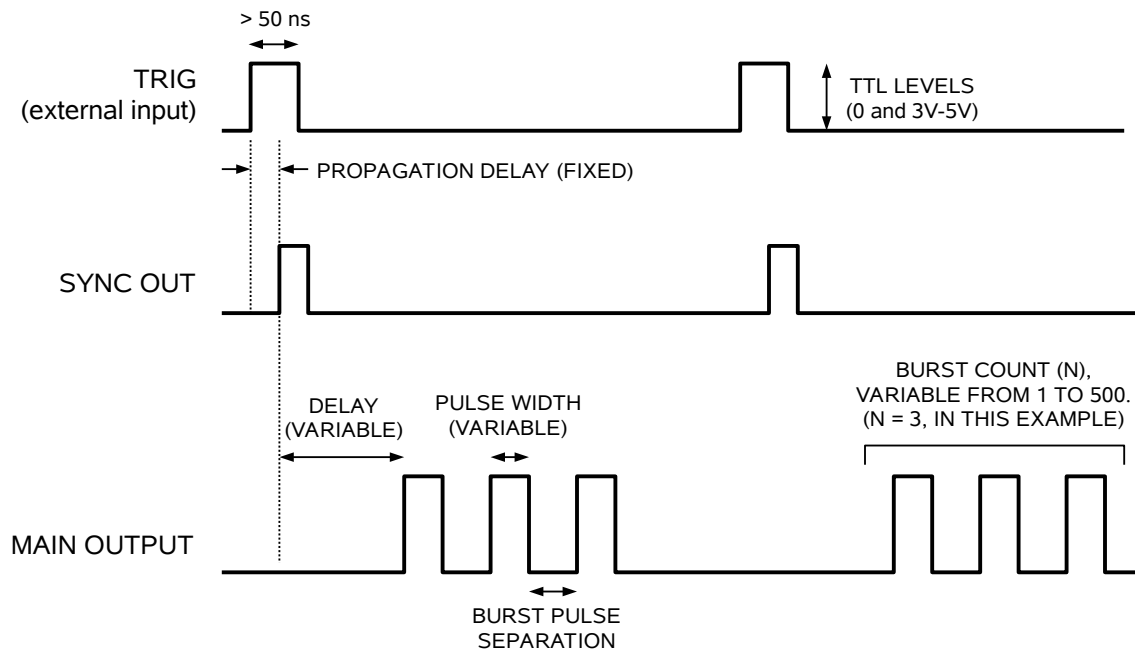 > 50 ns
TRIG
(external input)
TTL LEVELS
(0 and 3V-5V)
PROPAGATION DELAY (FIXED)
SYNC OUT
BURST COUNT (N),
VARIABLE FROM 1 TO 500.
(N = 3, IN THIS EXAMPLE)
DELAY
(VARIABLE)
PULSE WIDTH
(VARIABLE)
MAIN OUTPUT
BURST PULSE
SEPARATION